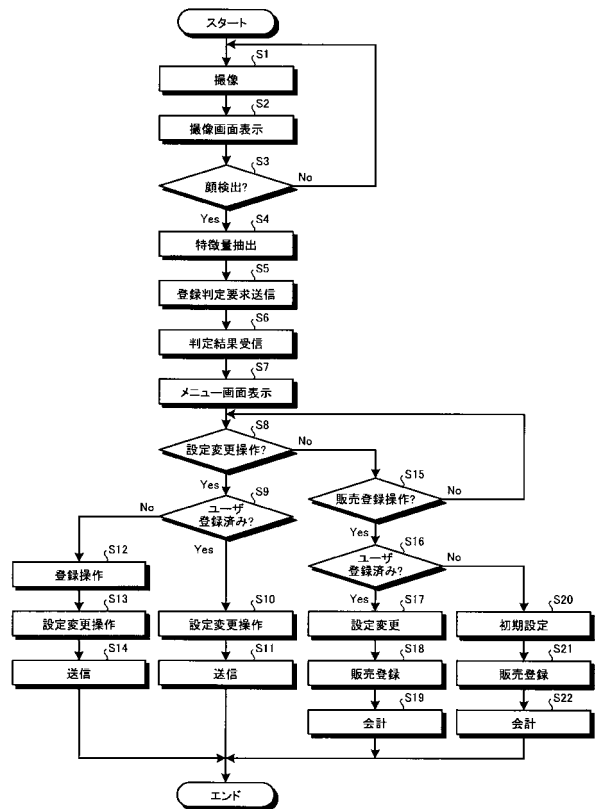 スタート
S1
撮像
S2
撮像画面表示
S3
顔検出?
No
Yes
S4
特徴量抽出
S5
登録判定要求送信
S6
判定結果受信
S7
メニュー画面表示
S8
設定変更操作?
No
Yes
S9
ユーザ
登録済み?
No
Yes
S15
販売登録操作?
No
Yes
S16
ユーザ
登録済み?
No
Yes
S12
登録操作
S13
設定変更操作
S14
送信
S10
設定変更操作
S11
送信
S17
設定変更
S18
販売登録
S19
会計
S20
初期設定
S21
販売登録
S22
会計
エンド